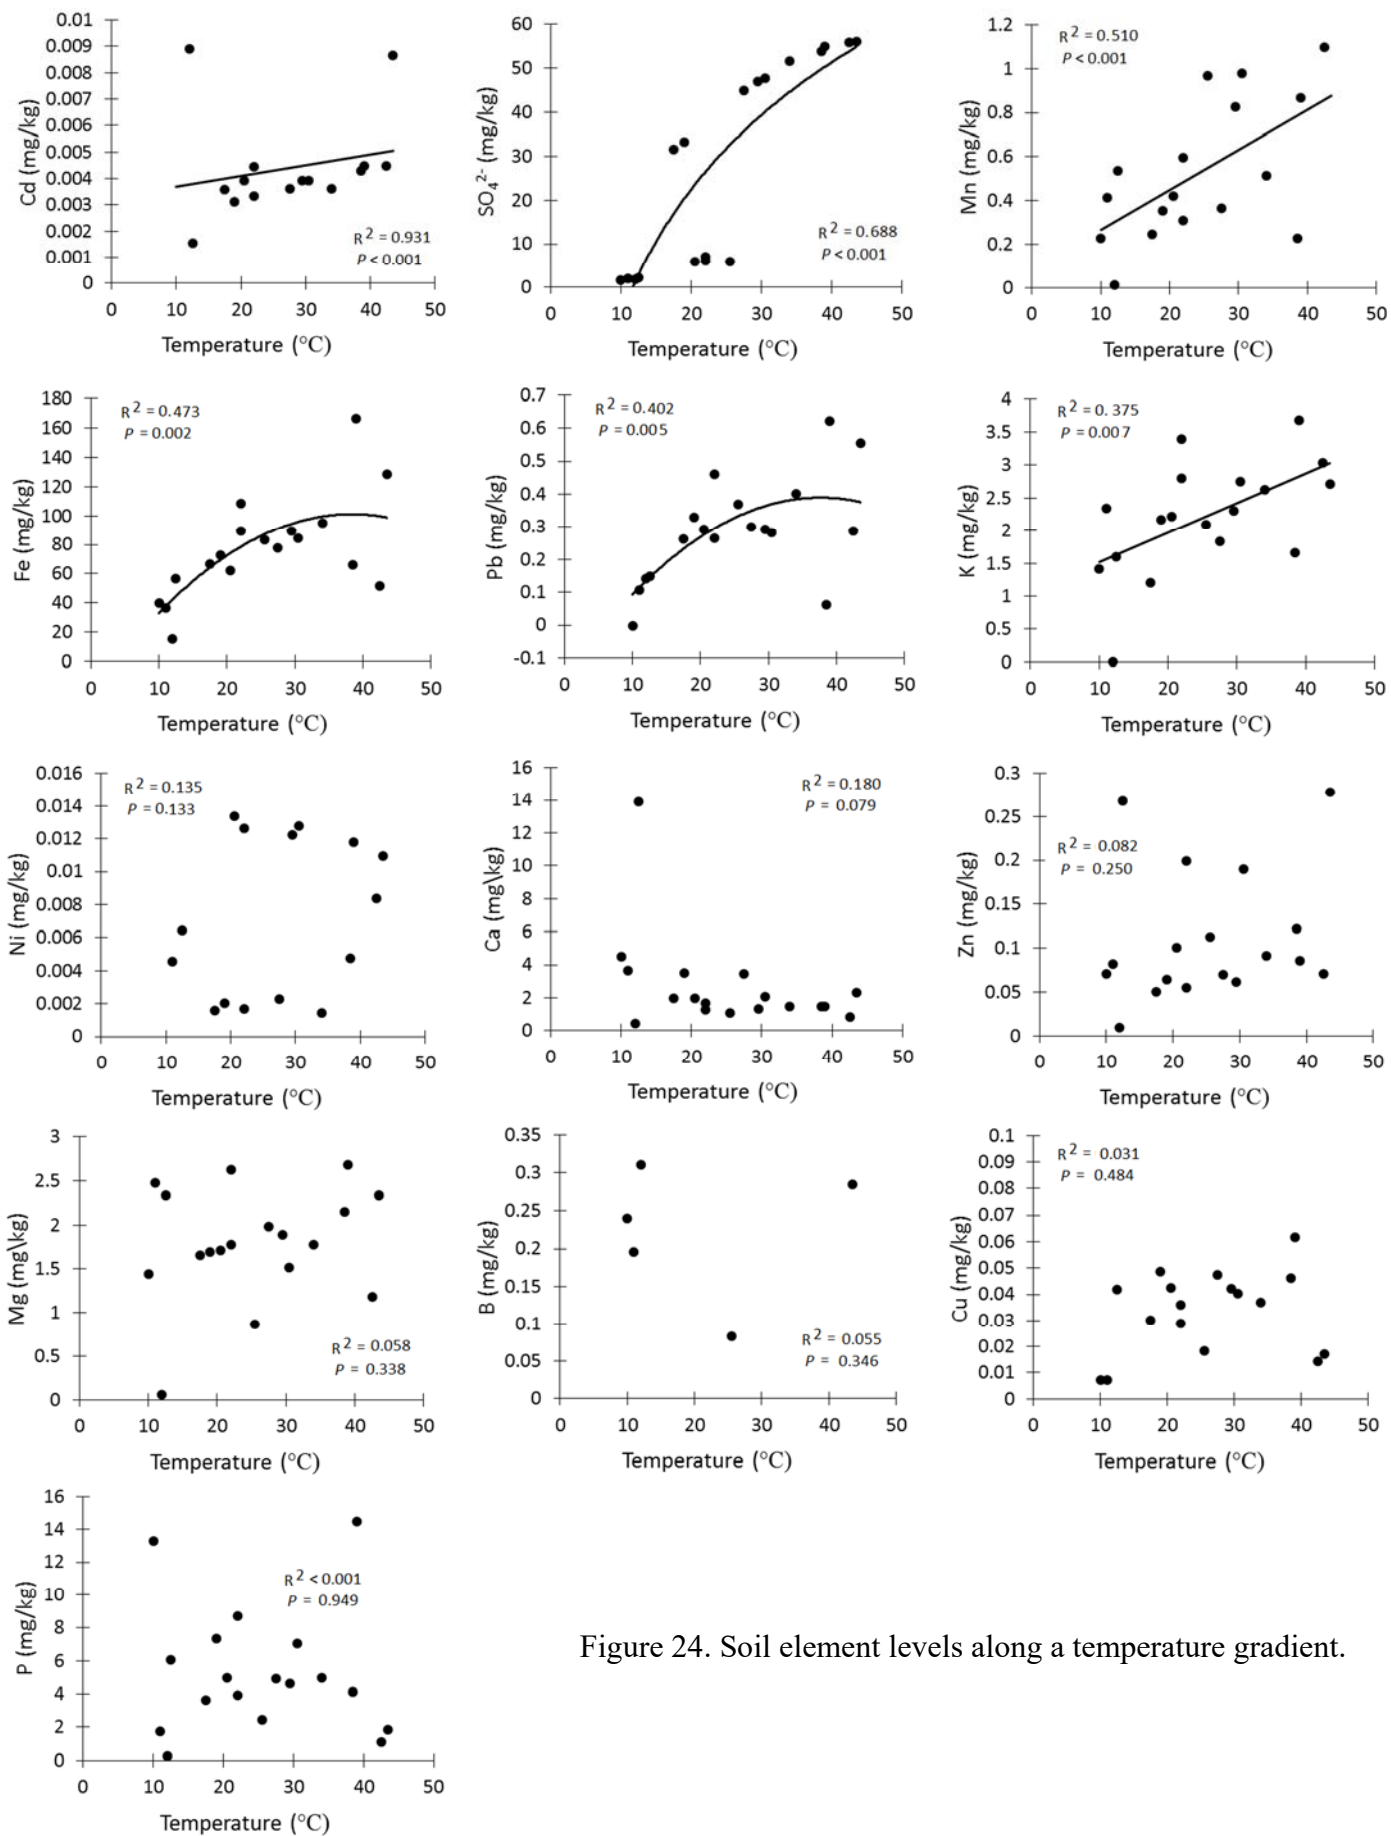 0.01
0.009
0.008
0.007
0.006
0.005
0.004
0.003
0.002
0.001
0
Cd (mg/kg)
R² = 0.931
P < 0.001
0 10 20 30 40 50
Temperature (°C)
60
50
40
30
20
10
0
SO₄²⁻ (mg/kg)
R² = 0.688
P < 0.001
0 10 20 30 40 50
Temperature (°C)
1.2
1
0.8
0.6
0.4
0.2
0
Mn (mg/kg)
R² = 0.510
P < 0.001
0 10 20 30 40 50
Temperature (°C)
180
160
140
120
100
80
60
40
20
0
Fe (mg/kg)
R² = 0.473
P = 0.002
0 10 20 30 40 50
Temperature (°C)
0.7
0.6
0.5
0.4
0.3
0.2
0.1
0
-0.1
Pb (mg/kg)
R² = 0.402
P = 0.005
0 10 20 30 40 50
Temperature (°C)
4
3.5
3
2.5
2
1.5
1
0.5
0
K (mg/kg)
R² = 0. 375
P = 0.007
0 10 20 30 40 50
Temperature (°C)
0.016
0.014
0.012
0.01
0.008
0.006
0.004
0.002
0
Ni (mg/kg)
R² = 0.135
P = 0.133
0 10 20 30 40 50
Temperature (°C)
16
14
12
10
8
6
4
2
0
Ca (mg\kg)
R² = 0.180
P = 0.079
0 10 20 30 40 50
Temperature (°C)
0.3
0.25
0.2
0.15
0.1
0.05
0
Zn (mg/kg)
R² = 0.082
P = 0.250
0 10 20 30 40 50
Temperature (°C)
3
2.5
2
1.5
1
0.5
0
Mg (mg\kg)
R² = 0.058
P = 0.338
0 10 20 30 40 50
Temperature (°C)
0.35
0.3
0.25
0.2
0.15
0.1
0.05
0
B (mg/kg)
R² = 0.055
P = 0.346
0 10 20 30 40 50
Temperature (°C)
0.1
0.09
0.08
0.07
0.06
0.05
0.04
0.03
0.02
0.01
0
Cu (mg/kg)
R² = 0.031
P = 0.484
0 10 20 30 40 50
Temperature (°C)
16
14
12
10
8
6
4
2
0
P (mg/kg)
R² < 0.001
P = 0.949
0 10 20 30 40 50
Temperature (°C)
Figure 24. Soil element levels along a temperature gradient.